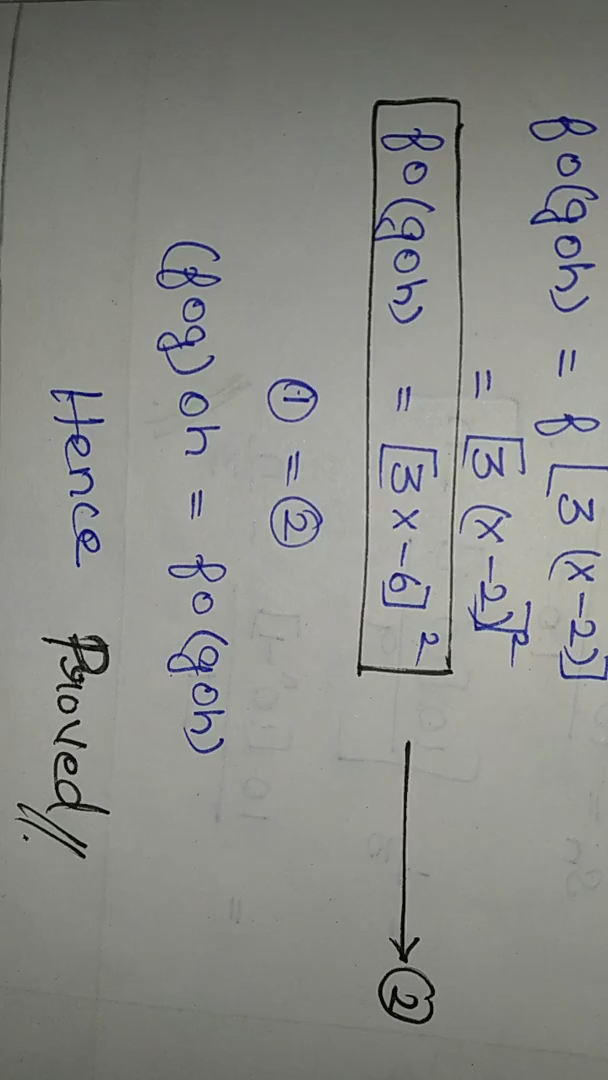 fo(goh) = f [3(x-2)]
= [3(x-2)]²
fo(goh) = [3x-6]² → ②
① = ②
(fog)oh = fo(goh)
Hence Proved//.